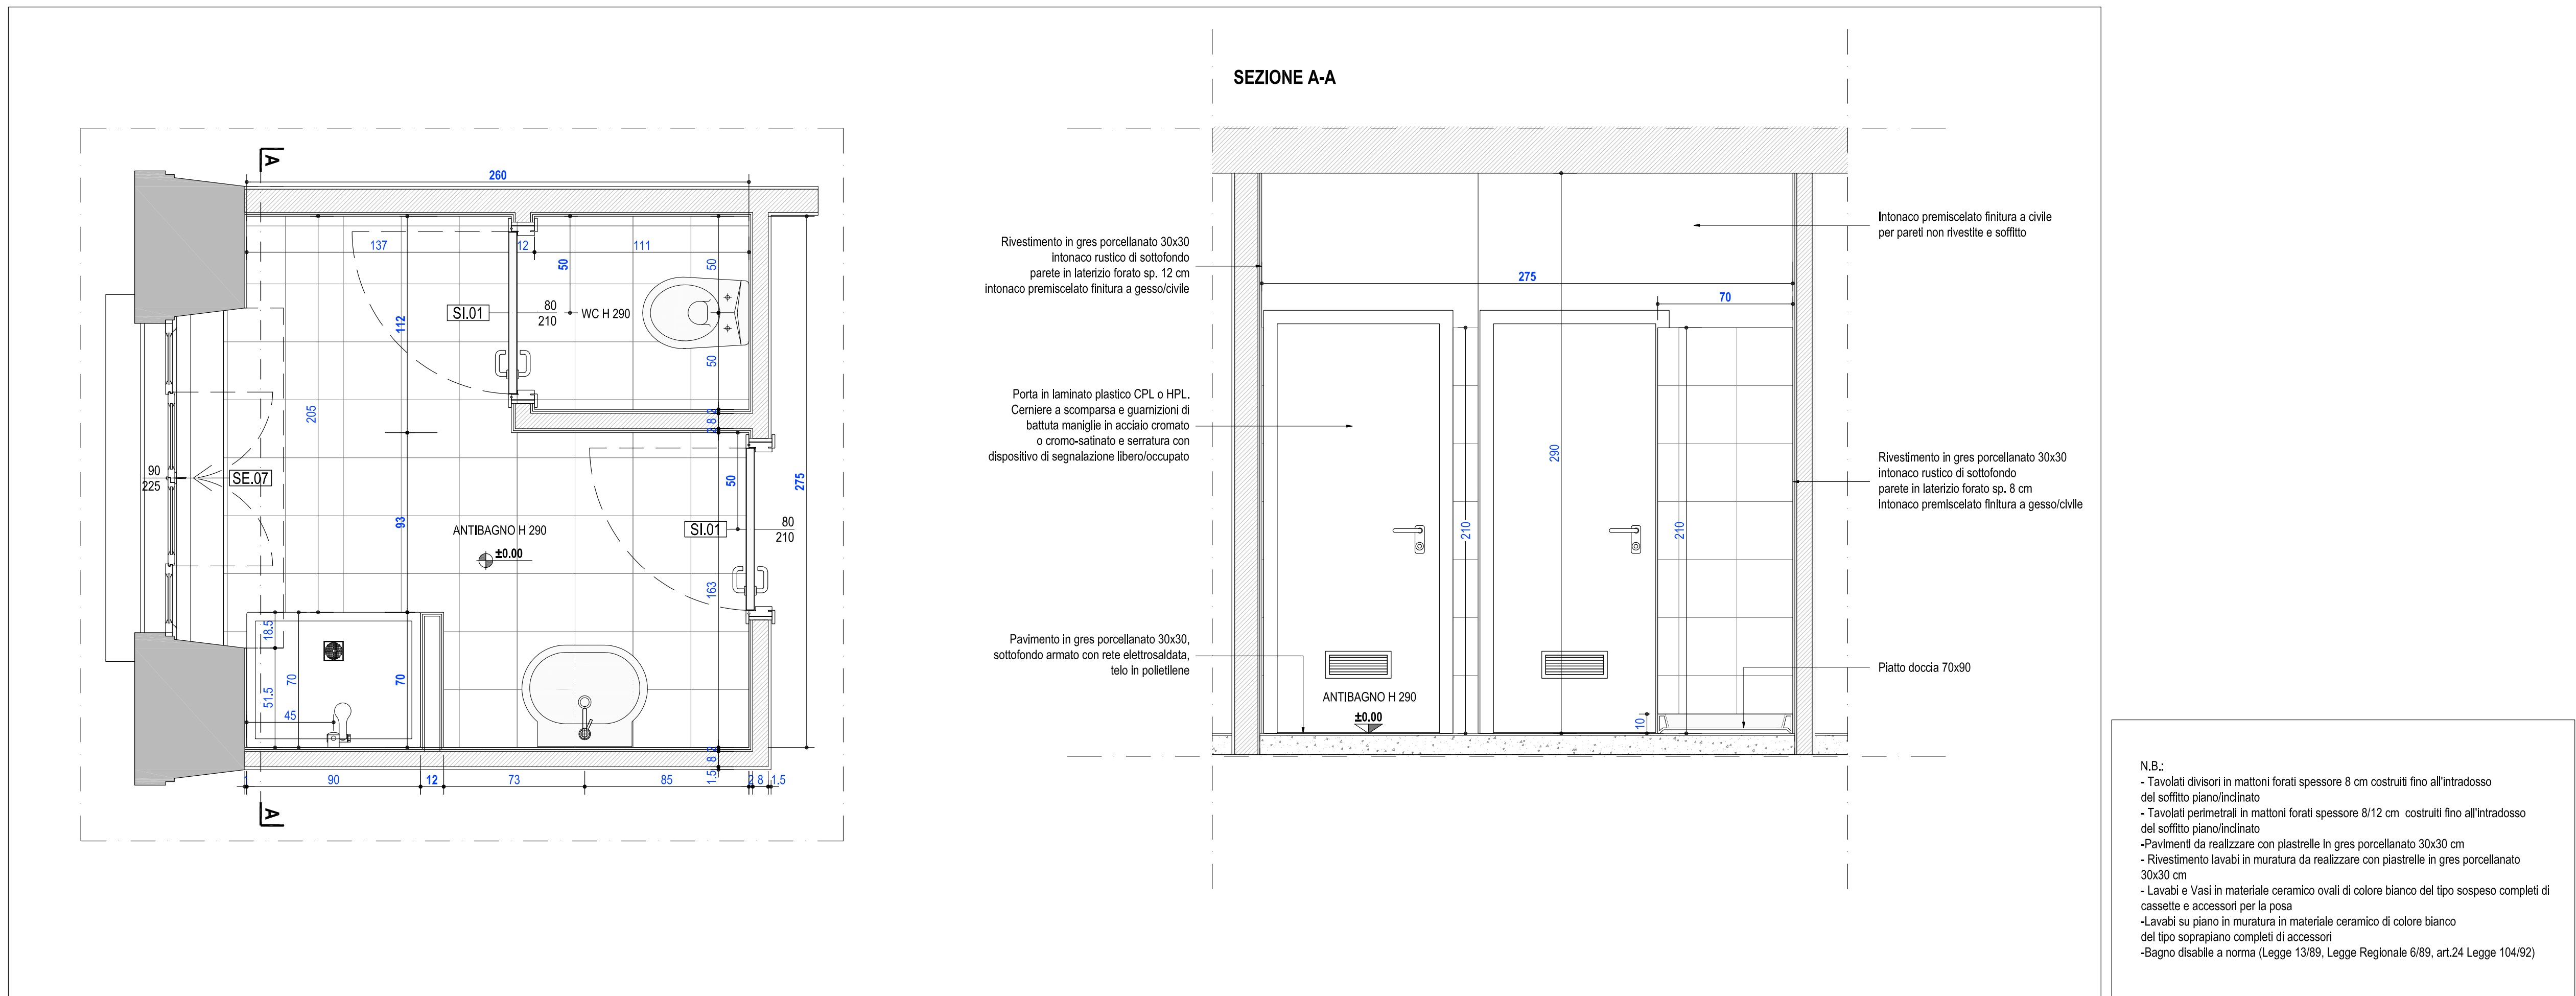 SEZIONE A-A
A
260
137
12
111
50
50
SI.01
80
210
WC H 290
112
50
205
2 8 2
90
225
SE.07
50
275
93
ANTIBAGNO H 290
±0.00
SI.01
80
210
163
18.5
70
70
51.5
45
8 2
1.5
1
90
12
73
85
2
8
1.5
A
Rivestimento in gres porcellanato 30x30
intonaco rustico di sottofondo
parete in laterizio forato sp. 12 cm
intonaco premiscelato finitura a gesso/civile
Porta in laminato plastico CPL o HPL.
Cerniere a scomparsa e guarnizioni di
battuta maniglie in acciaio cromato
o cromo-satinato e serratura con
dispositivo di segnalazione libero/occupato
Pavimento in gres porcellanato 30x30,
sottofondo armato con rete elettrosaldata,
telo in polietilene
275
70
290
210
210
10
ANTIBAGNO H 290
±0.00
Intonaco premiscelato finitura a civile
per pareti non rivestite e soffitto
Rivestimento in gres porcellanato 30x30
intonaco rustico di sottofondo
parete in laterizio forato sp. 8 cm
intonaco premiscelato finitura a gesso/civile
Piatto doccia 70x90
N.B.:
- Tavolati divisori in mattoni forati spessore 8 cm costruiti fino all'intradosso
del soffitto piano/inclinato
- Tavolati perimetrali in mattoni forati spessore 8/12 cm costruiti fino all'intradosso
del soffitto piano/inclinato
-Pavimenti da realizzare con piastrelle in gres porcellanato 30x30 cm
- Rivestimento lavabi in muratura da realizzare con piastrelle in gres porcellanato
30x30 cm
- Lavabi e Vasi in materiale ceramico ovali di colore bianco del tipo sospeso completi di
cassette e accessori per la posa
-Lavabi su piano in muratura in materiale ceramico di colore bianco
del tipo soprapiano completi di accessori
-Bagno disabile a norma (Legge 13/89, Legge Regionale 6/89, art.24 Legge 104/92)